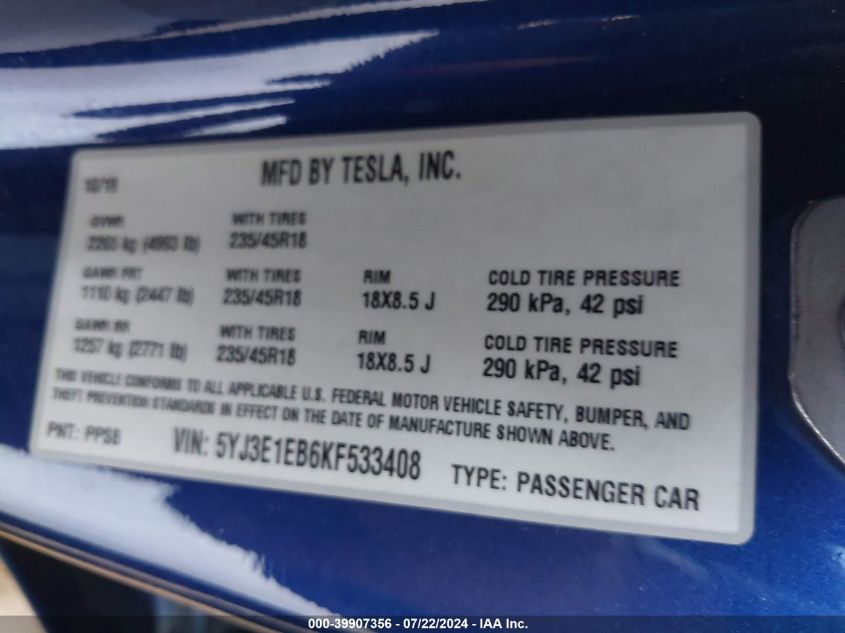 10/19
MFD BY TESLA, INC.
GVWR WITH TIRES
2265 kg (4993 lb) 235/45R18
GAWR FRT WITH TIRES RIM COLD TIRE PRESSURE
1110 kg (2447 lb) 235/45R18 18X8.5 J 290 kPa, 42 psi
GAWR RR WITH TIRES RIM COLD TIRE PRESSURE
1257 kg (2771 lb) 235/45R18 18X8.5 J 290 kPa, 42 psi
THIS VEHICLE CONFORMS TO ALL APPLICABLE U.S. FEDERAL MOTOR VEHICLE SAFETY, BUMPER, AND
THEFT PREVENTION STANDARDS IN EFFECT ON THE DATE OF MANUFACTURE SHOWN ABOVE.
PNT: PPSB VIN: 5YJ3E1EB6KF533408 TYPE: PASSENGER CAR
000-39907356 - 07/22/2024 - IAA Inc.